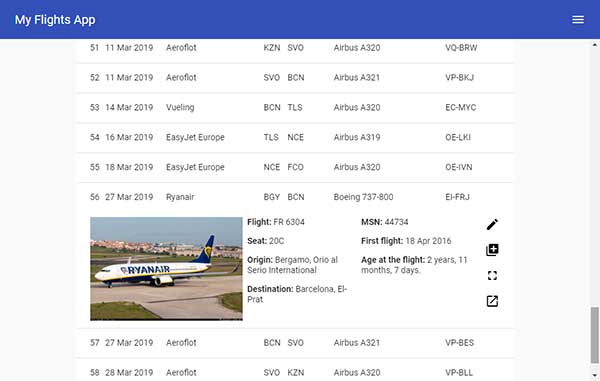 My Flights App
51 11 Mar 2019 Aeroflot KZN SVO Airbus A320 VQ-BRW
52 11 Mar 2019 Aeroflot SVO BCN Airbus A321 VP-BKJ
53 14 Mar 2019 Vueling BCN TLS Airbus A320 EC-MYC
54 16 Mar 2019 EasyJet Europe TLS NCE Airbus A319 OE-LKI
55 18 Mar 2019 EasyJet Europe NCE FCO Airbus A320 OE-IVN
56 27 Mar 2019 Ryanair BGY BCN Boeing 737-800 EI-FRJ
RYANAIR
Flight: FR 6304
Seat: 20C
Origin: Bergamo, Orio al
Serio International
Destination: Barcelona, El-
Prat
MSN: 44734
First flight: 18 Apr 2016
Age at the flight: 2 years, 11
months, 7 days.
57 27 Mar 2019 Aeroflot BCN SVO Airbus A321 VP-BES
58 28 Mar 2019 Aeroflot SVO KZN Airbus A320 VP-BLL